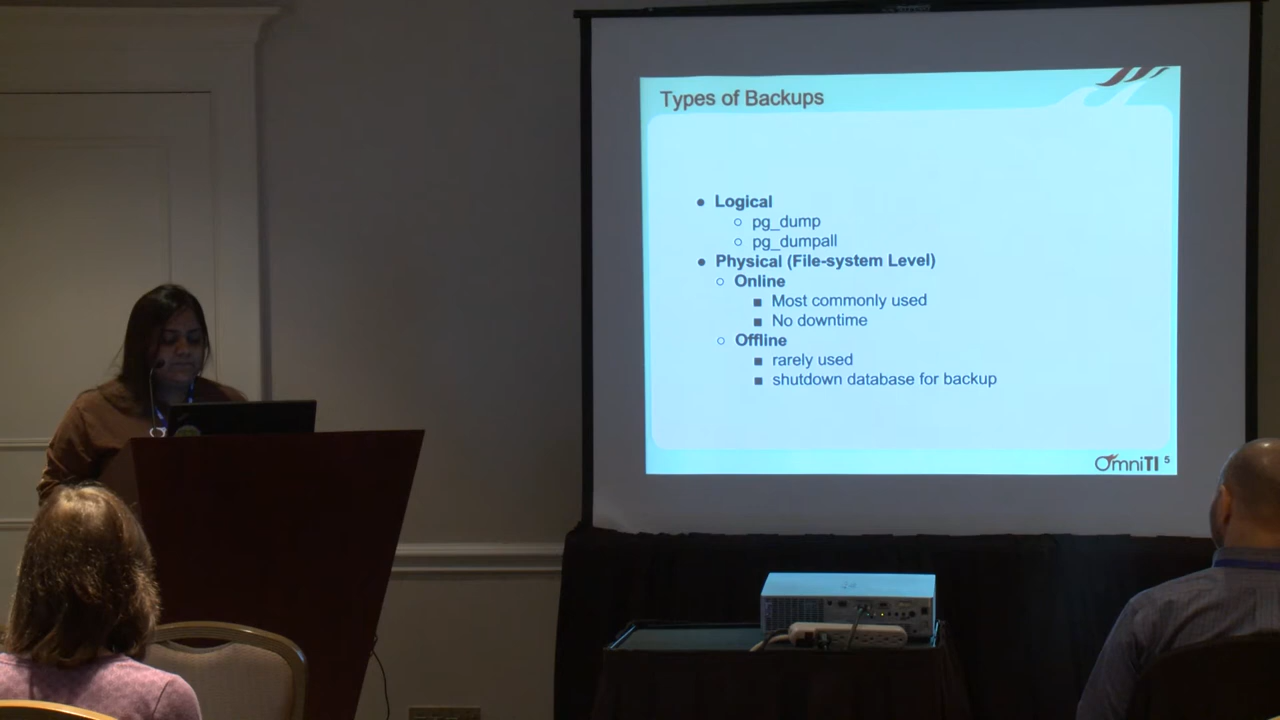 Types of Backups
● Logical
○ pg_dump
○ pg_dumpall
● Physical (File-system Level)
○ Online
■ Most commonly used
■ No downtime
○ Offline
■ rarely used
■ shutdown database for backup
OmniTI 5